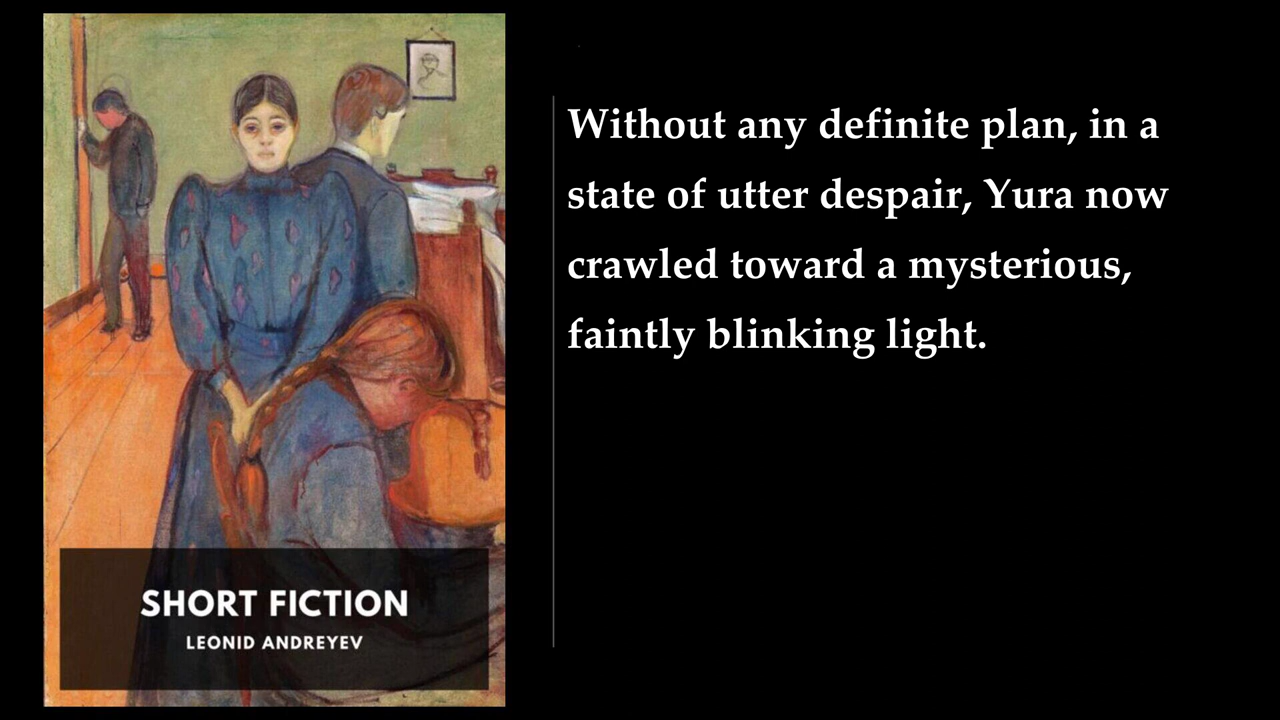 Without any definite plan, in a
state of utter despair, Yura now
crawled toward a mysterious,
faintly blinking light.
SHORT FICTION
LEONID ANDREYEV